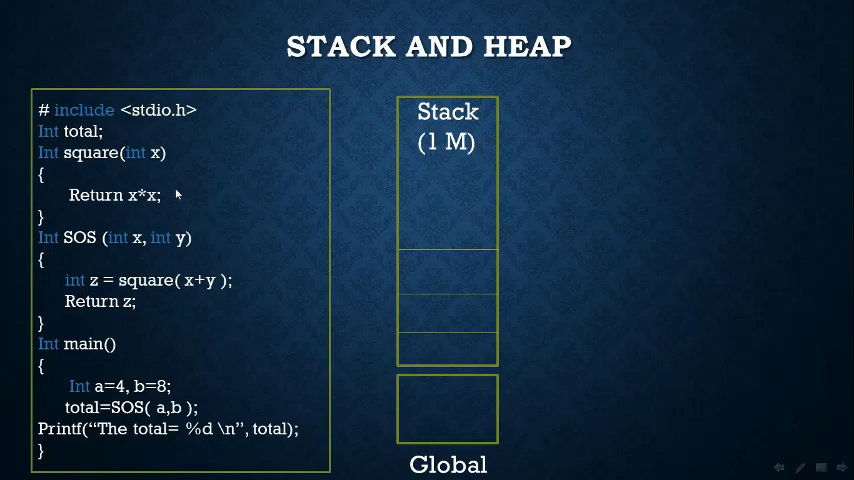 STACK AND HEAP
# include <stdio.h>
Int total;
Int square(int x)
{
Return x*x;
}
Int SOS (int x, int y)
{
int z = square( x+y );
Return z;
}
Int main()
{
Int a=4, b=8;
total=SOS( a,b );
Printf(“The total= %d \n”, total);
}
Stack
(1 M)
Global